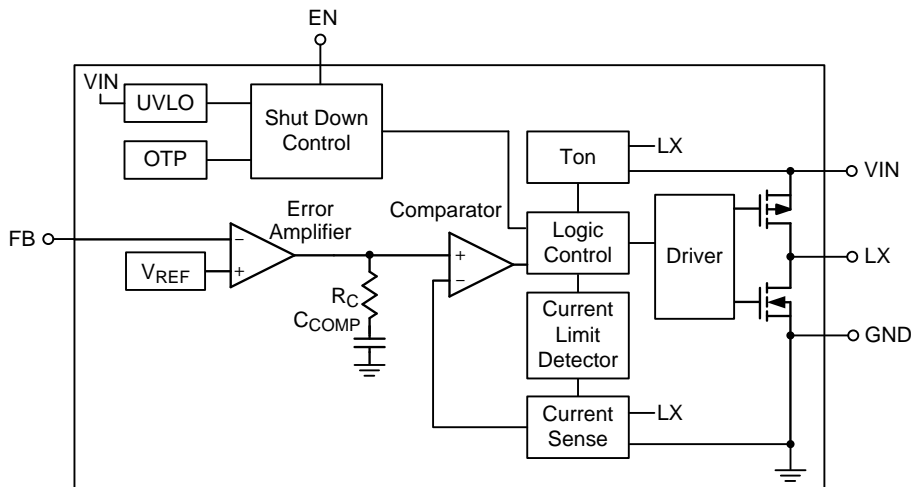 EN
VIN
UVLO
Shut Down
Control
OTP
Ton
LX
VIN
Error
Amplifier
Comparator
FB
−
+
VREF
+
−
Logic
Control
Driver
LX
RC
CCOMP
Current
Limit
Detector
GND
Current
Sense
LX